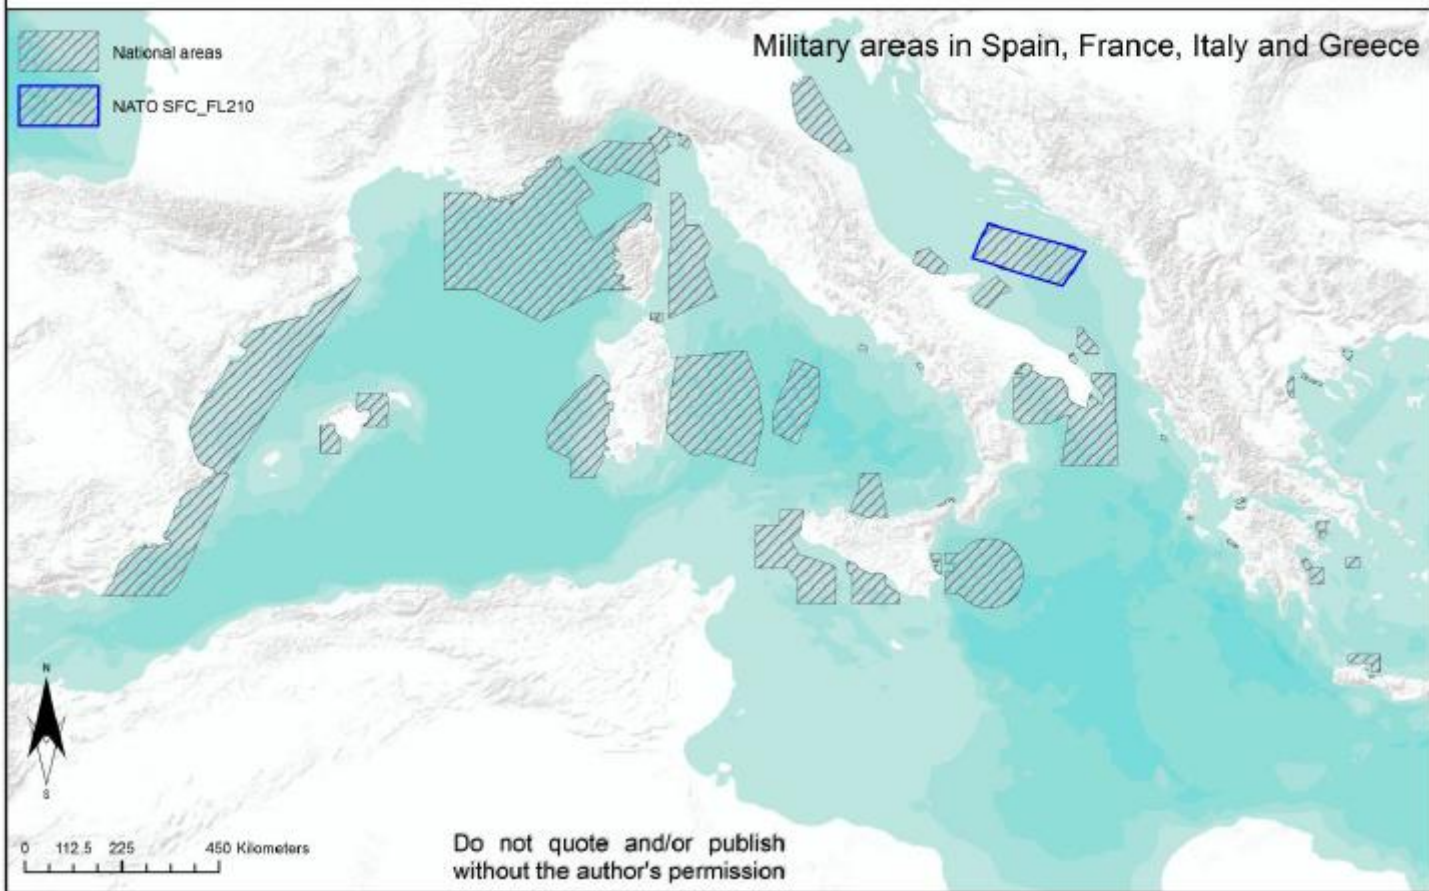 Military areas in Spain, France, Italy and Greece
National areas
NATO SFC_FL210
N
S
0 112.5 225 450 Kilometers
Do not quote and/or publish
without the author's permission